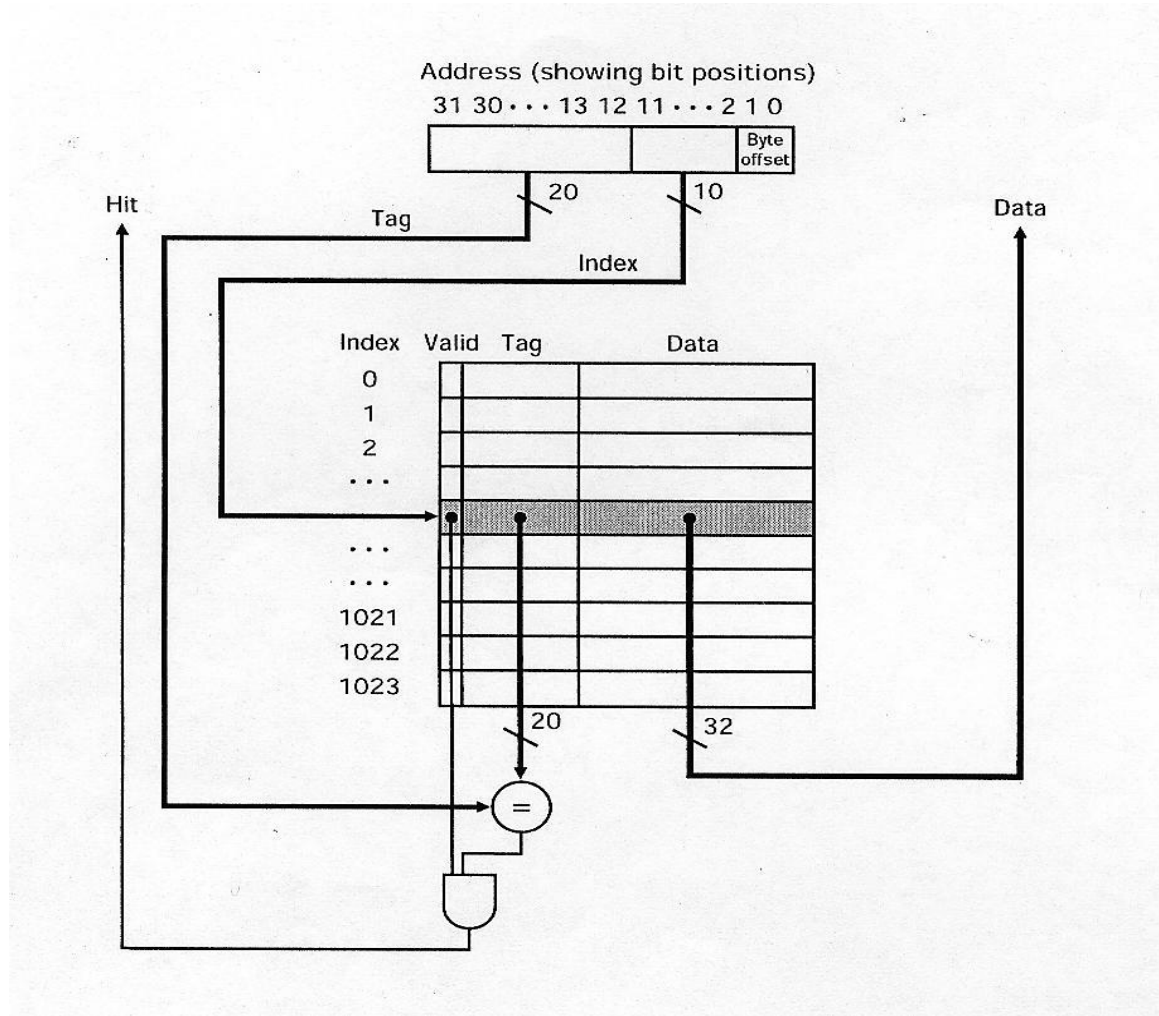 Address (showing bit positions)
31 30 · · · 13 12 11 · · · 2 1 0
Byte
offset
20
10
Hit
Data
Tag
Index
Index Valid Tag Data
0
1
2
· · ·
· · ·
· · ·
1021
1022
1023
20
32
=